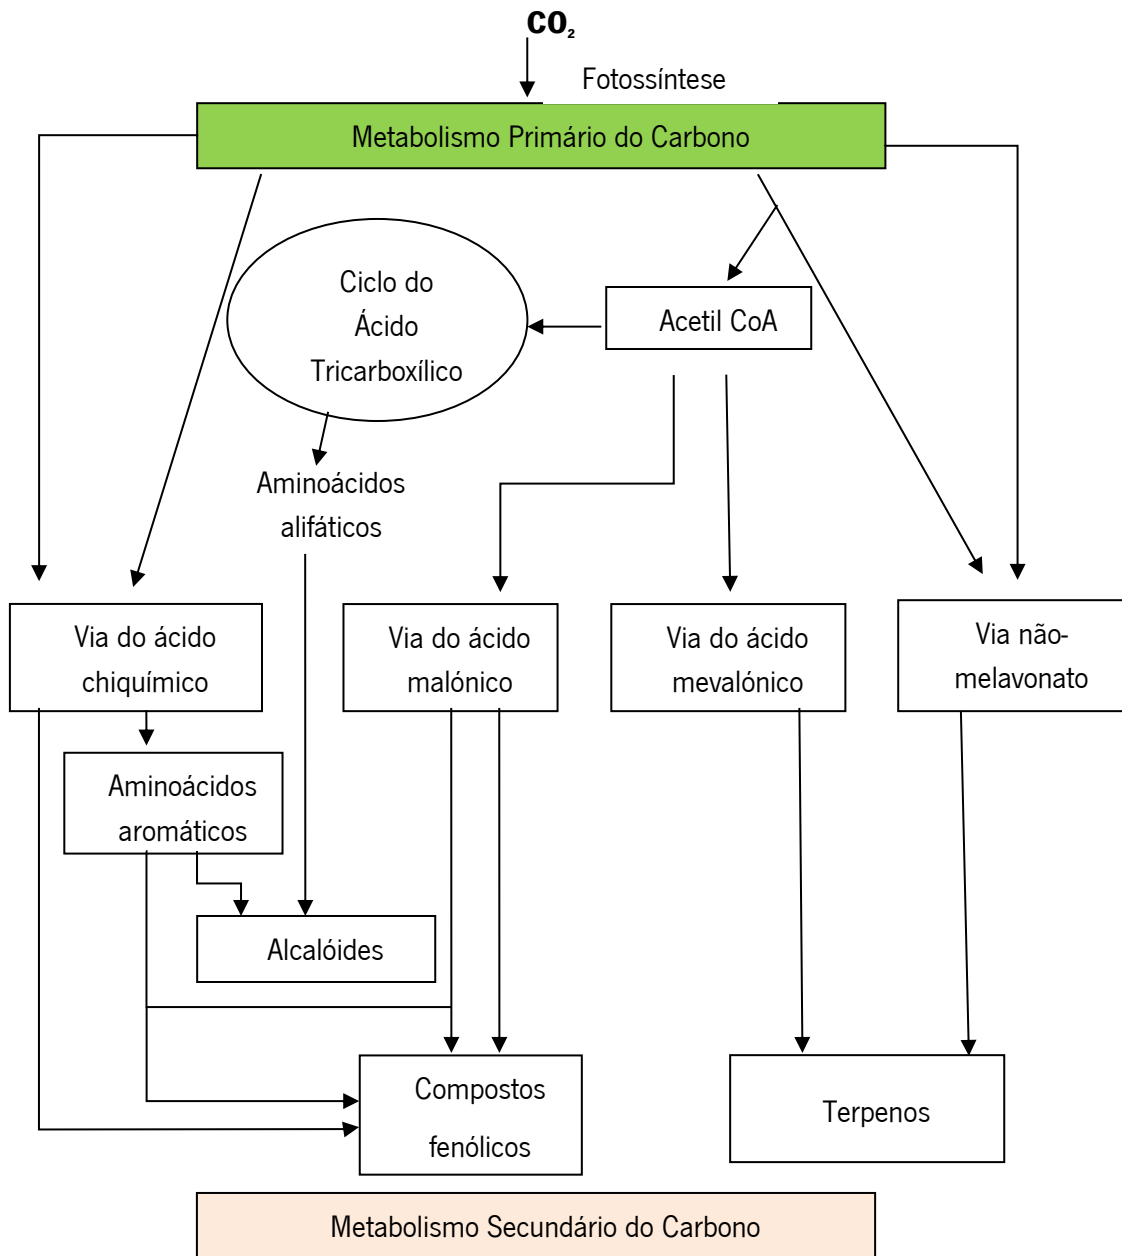 CO₂
Fotossíntese
Metabolismo Primário do Carbono
Ciclo do
Ácido
Tricarboxílico
Acetil CoA
Aminoácidos
alifáticos
Via do ácido
chiquímico
Via do ácido
malónico
Via do ácido
mevalónico
Via não-
melavonato
Aminoácidos
aromáticos
Alcalóides
Compostos
fenólicos
Terpenos
Metabolismo Secundário do Carbono